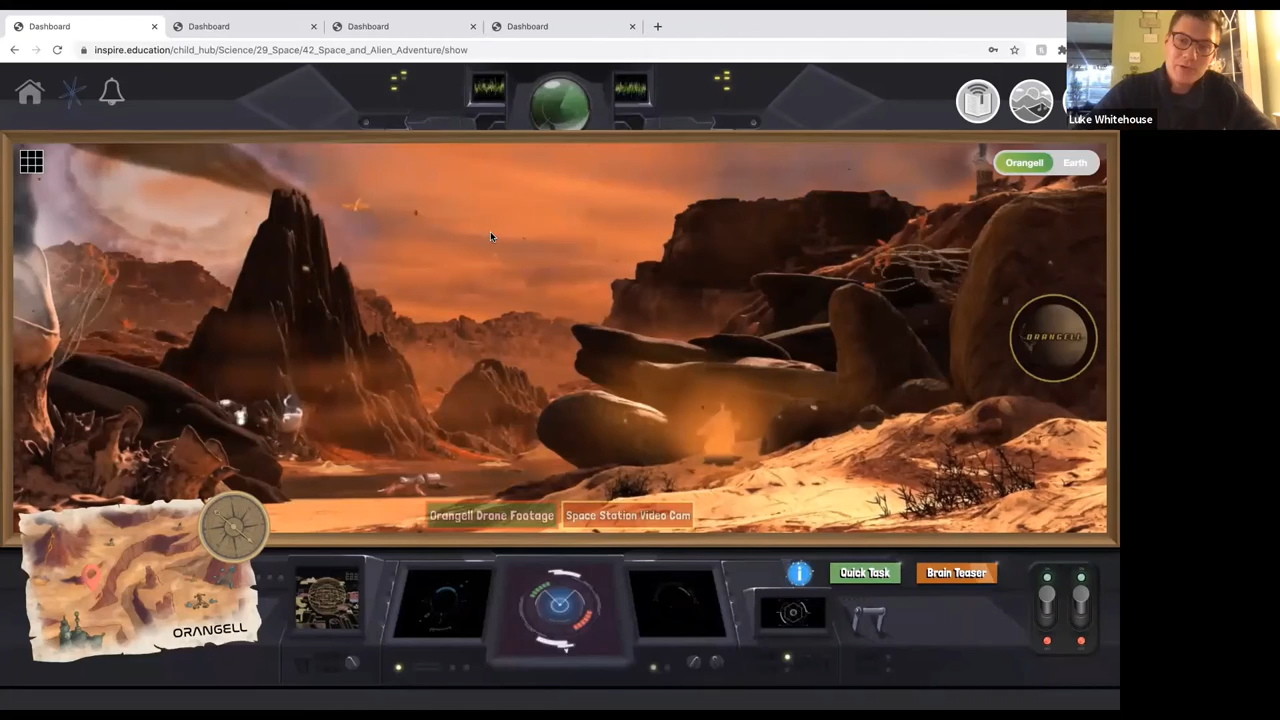 Dashboard
Dashboard
Dashboard
Dashboard
inspire.education/child_hub/Science/29_Space/42_Space_and_Alien_Adventure/show
Luke Whitehouse
Orangell
Earth
ORANGELL
Orangell Drone Footage
Space Station Video Cam
Quick Task
Brain Teaser
ORANGELL